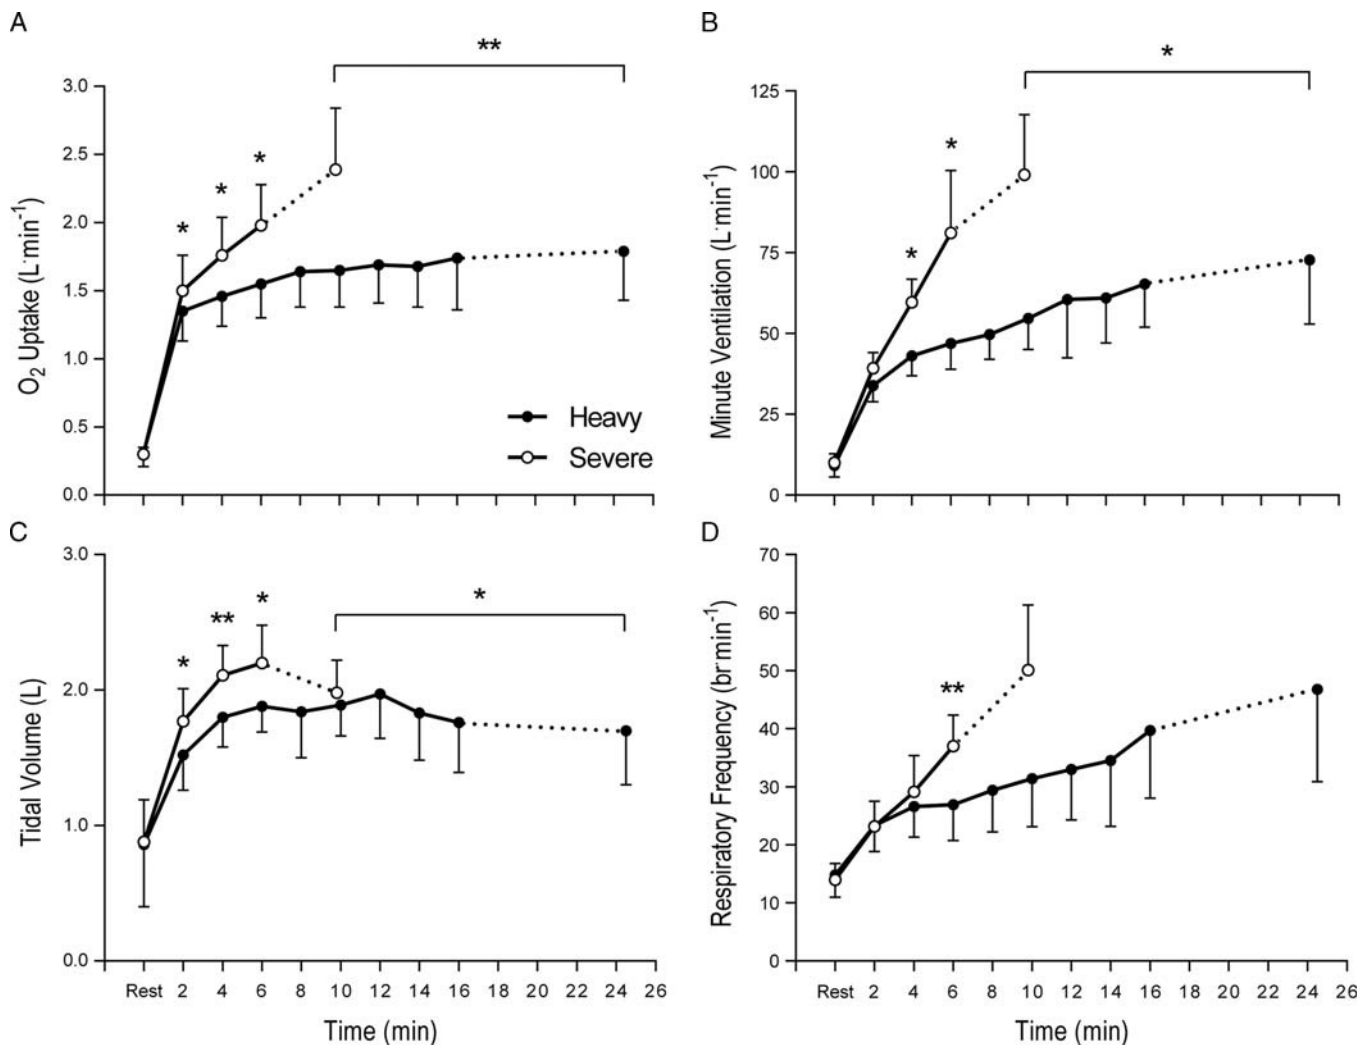 A
**
3.0
2.5
2.0
1.5
1.0
0.5
0.0
O2 Uptake (L·min-1)
*
*
*
Heavy
Severe
B
*
125
100
75
50
25
0
Minute Ventilation (L·min-1)
*
*
C
3.0
2.0
1.0
0.0
Tidal Volume (L)
*
**
*
*
Rest 2 4 6 8 10 12 14 16 18 20 22 24 26
Time (min)
D
70
60
50
40
30
20
10
0
Respiratory Frequency (br·min-1)
**
Rest 2 4 6 8 10 12 14 16 18 20 22 24 26
Time (min)